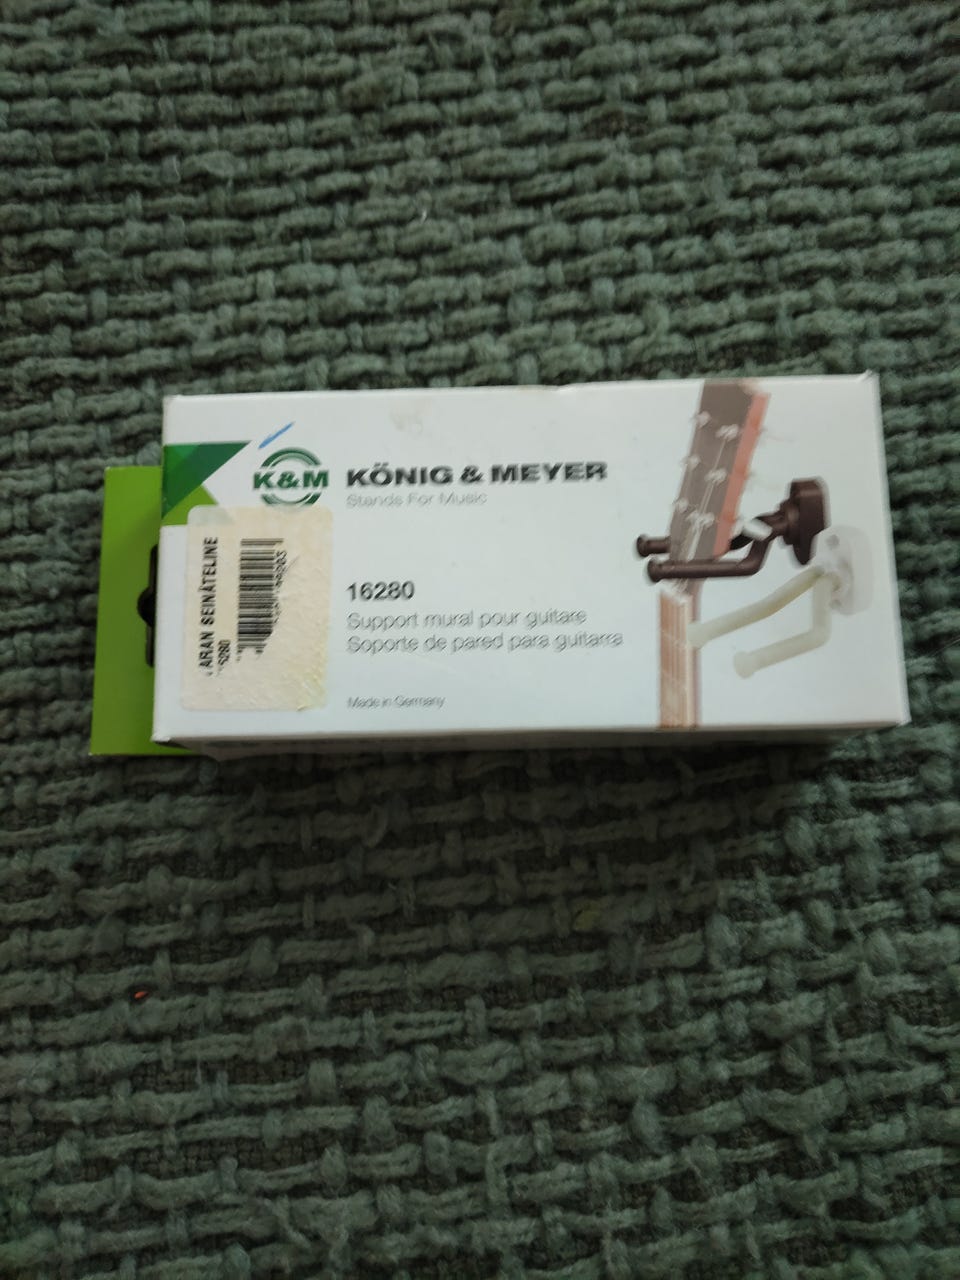 K&M
KÖNIG & MEYER
Stands For Music
16280
Support mural pour guitare
Soporte de pared para guitarra
Made in Germany
SEINÄTELINE